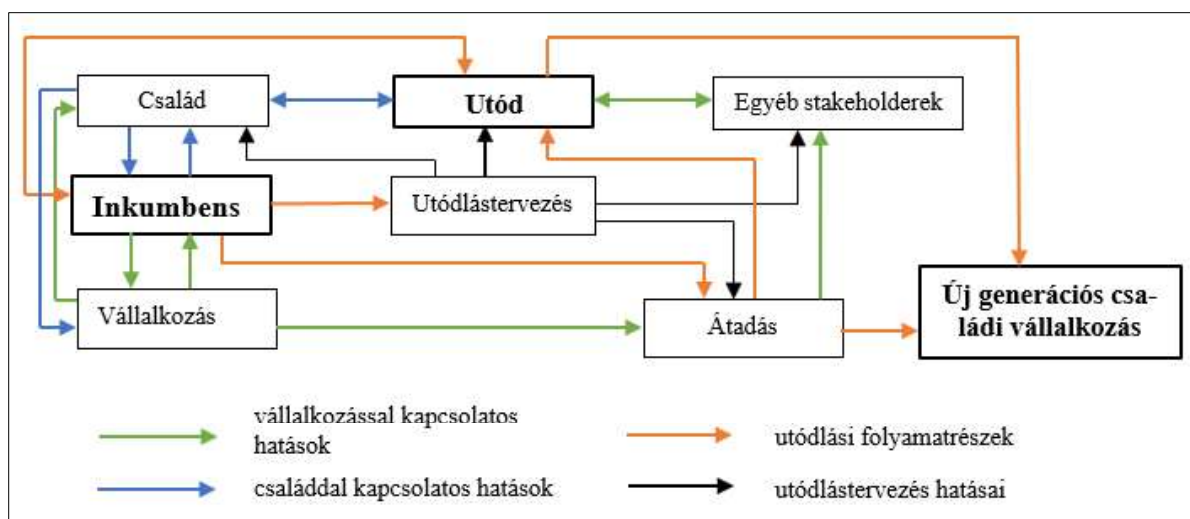 Család
Utód
Egyéb stakeholderek
Inkumbens
Utódlástervezés
Vállalkozás
Átadás
Új generációs csa-
ládi vállalkozás
vállalkozással kapcsolatos
hatások
utódlási folyamatrészek
családdal kapcsolatos hatások
utódlástervezés hatásai